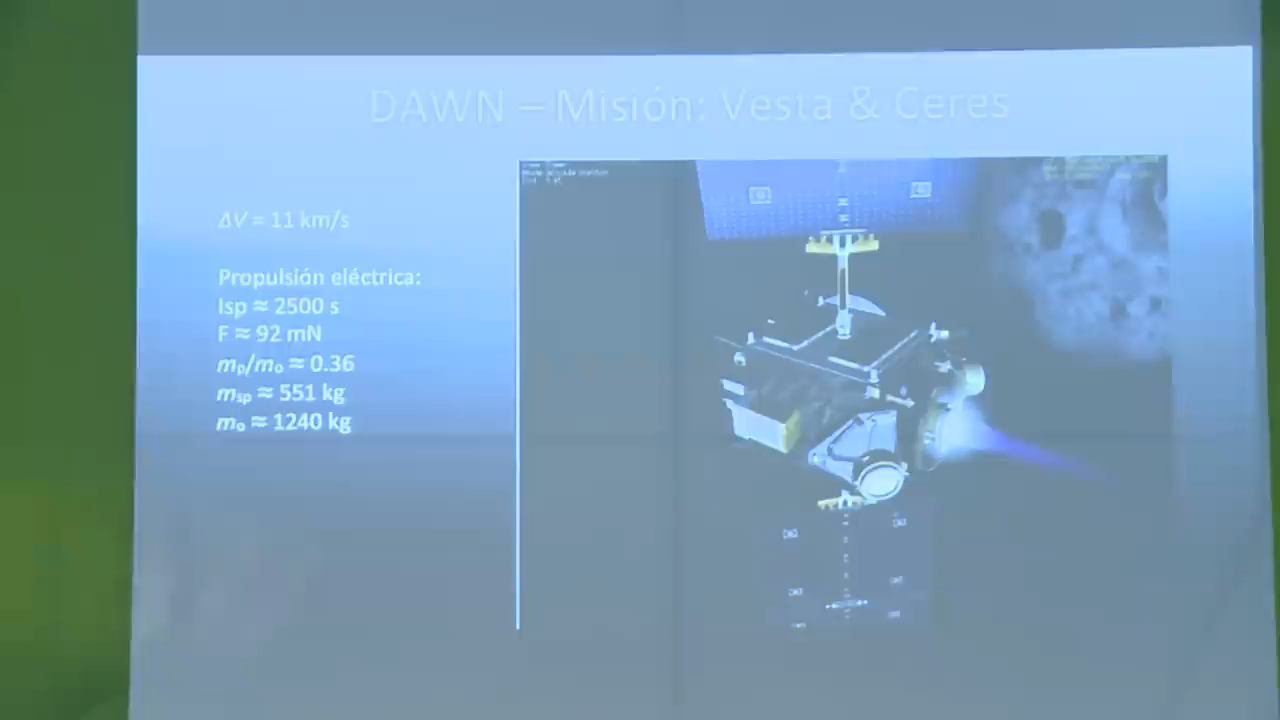 DAWN – Misión: Vesta & Ceres
ΔV = 11 km/s
Propulsión eléctrica:
Isp ≈ 2500 s
F ≈ 92 mN
mp/mo ≈ 0.36
msp ≈ 551 kg
mo ≈ 1240 kg